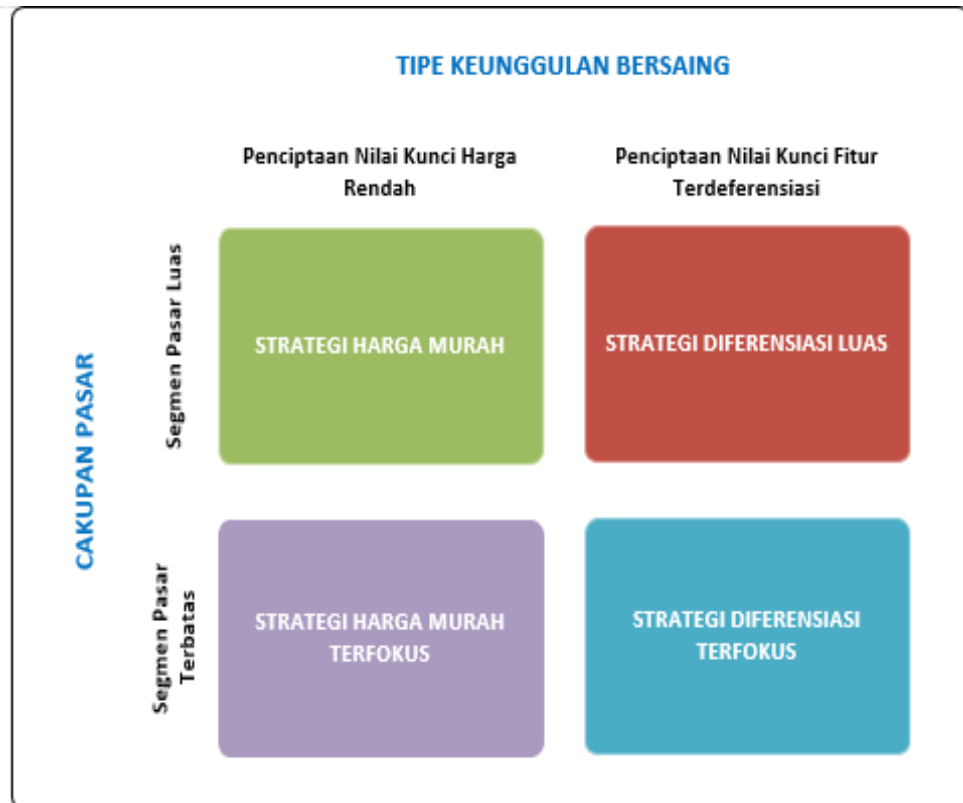 TIPE KEUNGGULAN BERSAING
Penciptaan Nilai Kunci Harga
Rendah
Penciptaan Nilai Kunci Fitur
Terdeferensiasi
CAKUPAN PASAR
Segmen Pasar Luas
STRATEGI HARGA MURAH
STRATEGI DIFERENSIASI LUAS
Segmen Pasar
Terbatas
STRATEGI HARGA MURAH
TERFOKUS
STRATEGI DIFERENSIASI
TERFOKUS